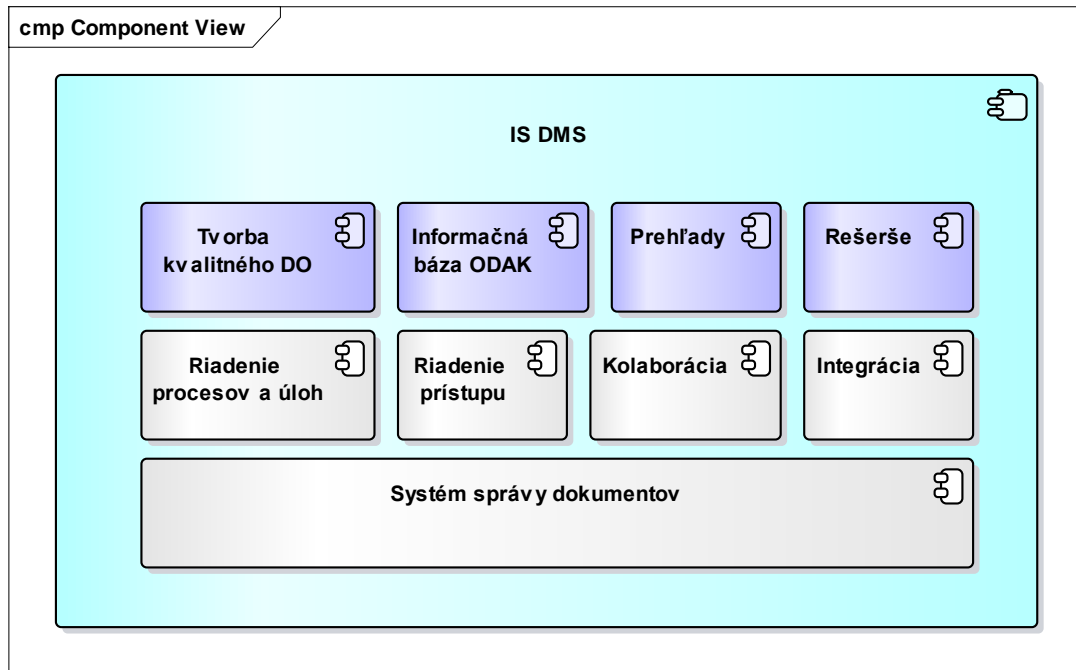 cmp Component View
IS DMS
Tvorba
kvalitného DO
Informačná
báza ODAK
Prehľady
Rešerše
Riadenie
procesov a úloh
Riadenie
prístupu
Kolaborácia
Integrácia
Systém správy dokumentov